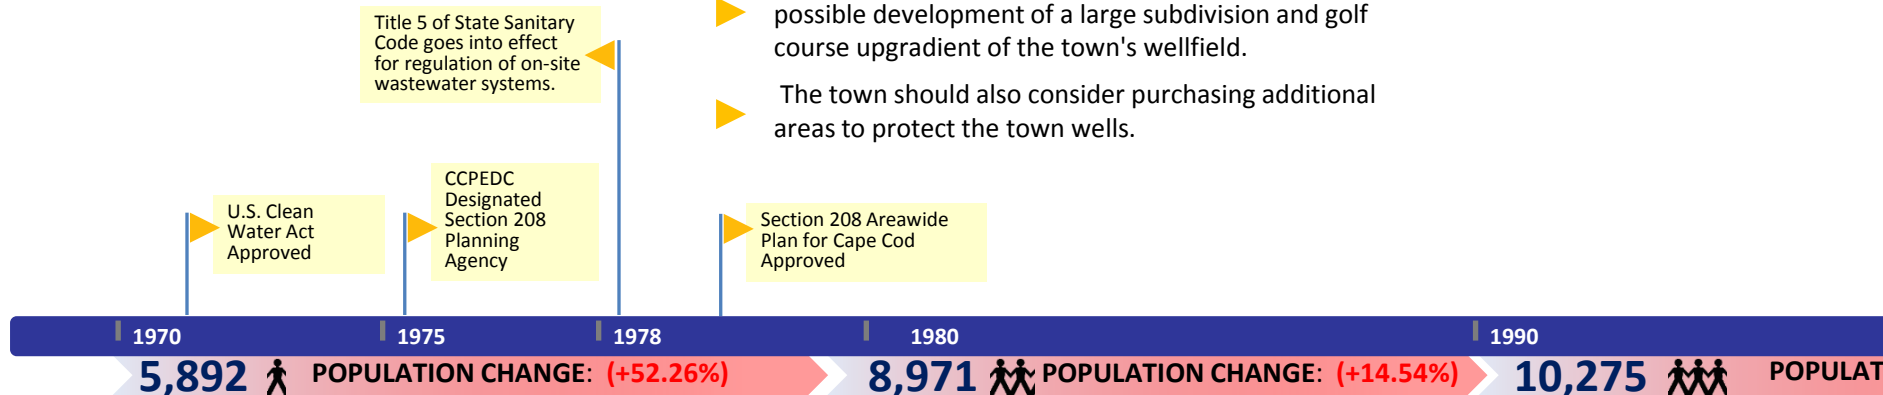 Title 5 of State Sanitary
Code goes into effect
for regulation of on-site
wastewater systems.
possible development of a large subdivision and golf
course upgradient of the town's wellfield.
The town should also consider purchasing additional
areas to protect the town wells.
U.S. Clean
Water Act
Approved
CCPEDC
Designated
Section 208
Planning
Agency
Section 208 Areawide
Plan for Cape Cod
Approved
1970
1975
1978
1980
1990
5,892 POPULATION CHANGE: (+52.26%)
8,971 POPULATION CHANGE: (+14.54%)
10,275 POPULAT